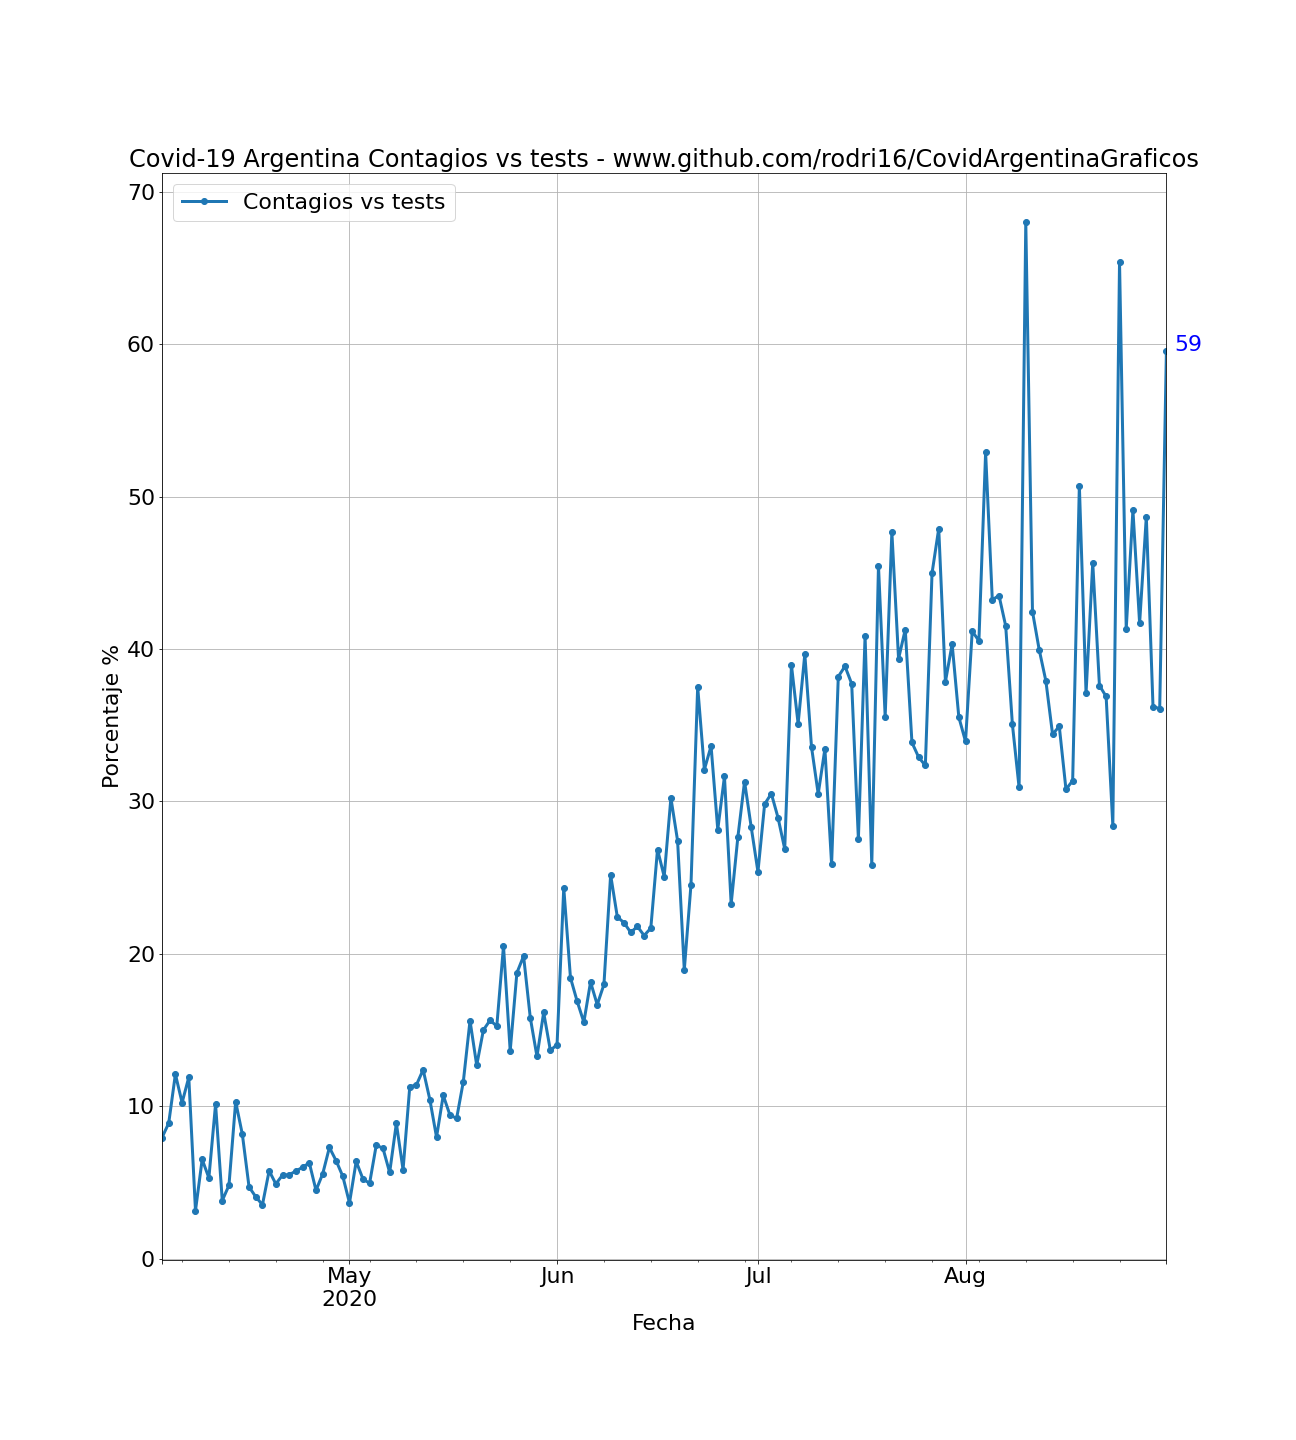 Covid-19 Argentina Contagios vs tests - www.github.com/rodri16/CovidArgentinaGraficos
Contagios vs tests
70
60
50
40
30
20
10
0
59
Porcentaje %
May
2020
Jun
Jul
Aug
Fecha